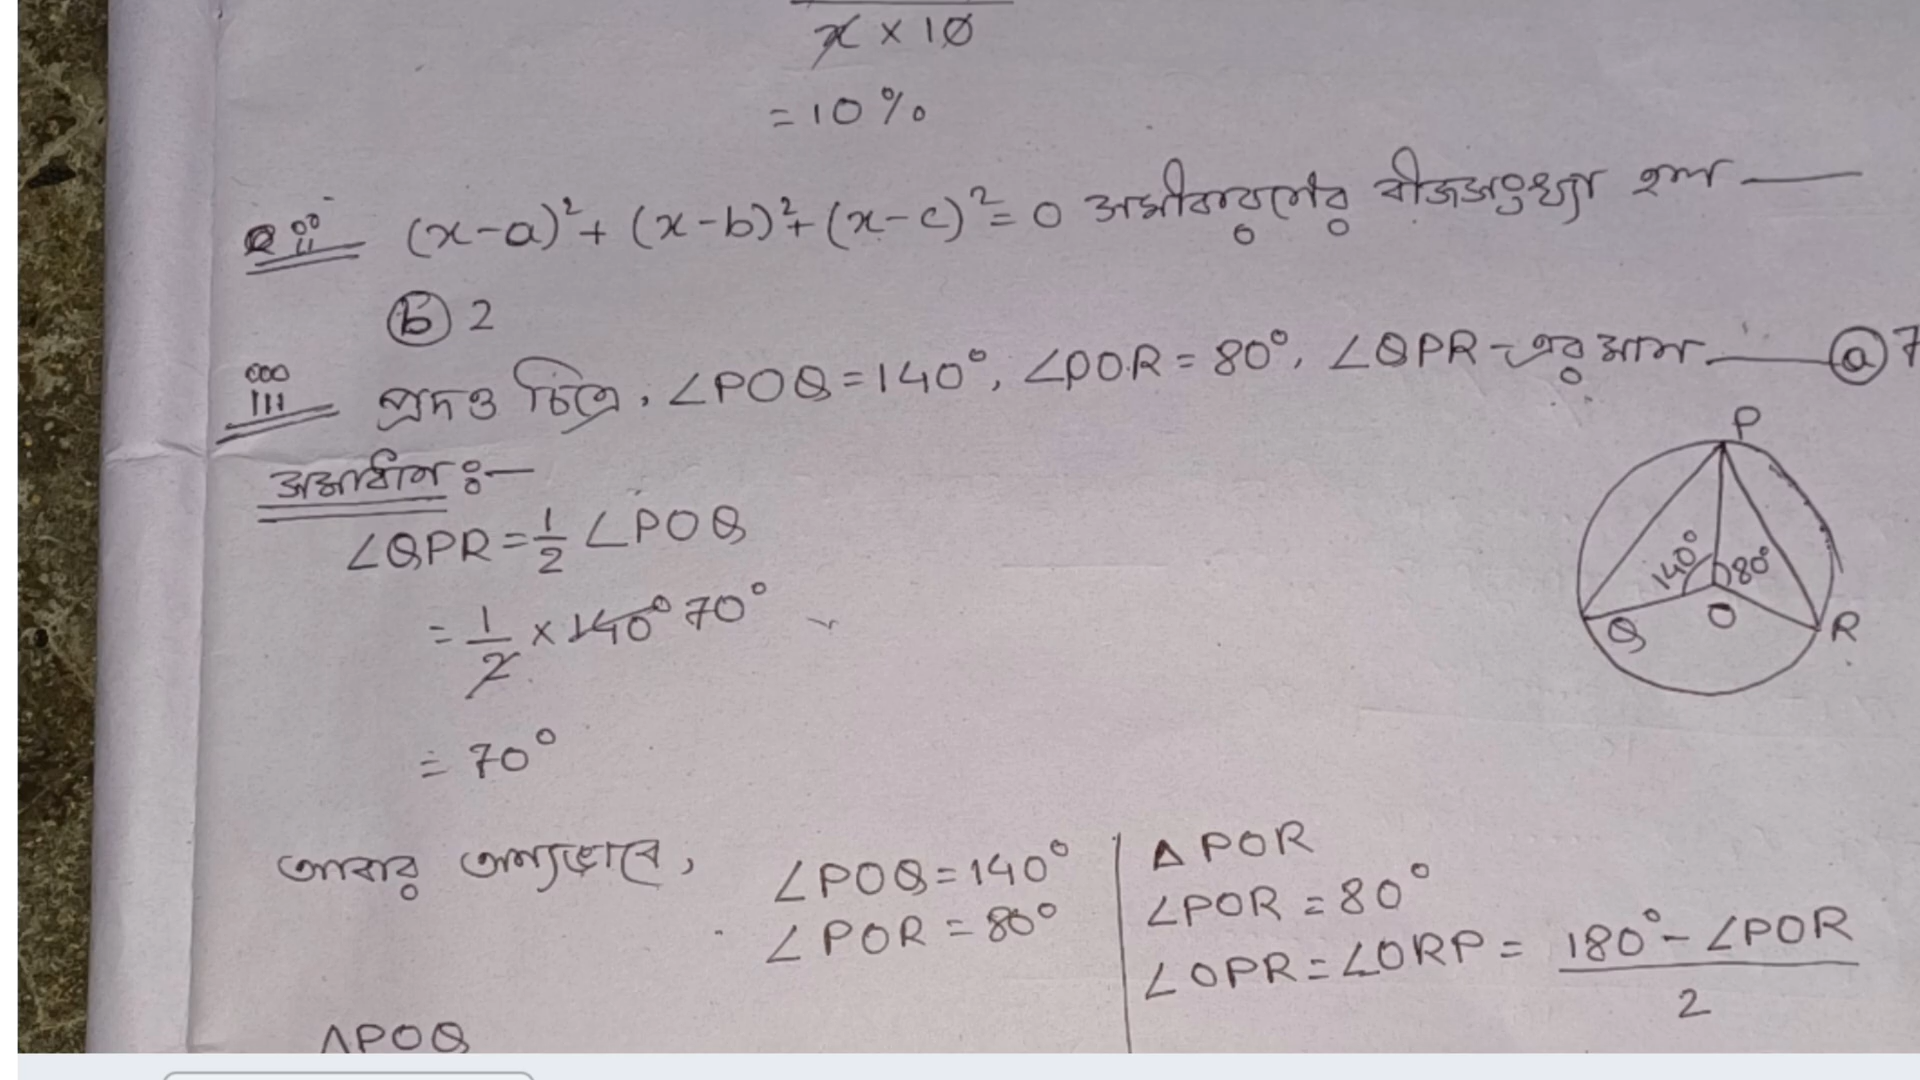 x × 10
= 10%
ii (x-a)² + (x-b)² + (x-c)² = 0 সমীকরণের বীজসংখ্যা হল —
ⓑ 2
iii প্রদত্ত চিত্রে, ∠POQ = 140°, ∠POR = 80°, ∠QPR -এর মান — ⓐ 7
সমাধান ঃ—
∠QPR = 1/2 ∠POQ
= 1/2 × 140° 70°
= 70°
P
140°
80°
Q
O
R
আবার অন্যভাবে,
∠POQ = 140°
∠POR = 80°
△ POR
∠POR = 80°
∠OPR = ∠ORP = 180° - ∠POR / 2
△POQ